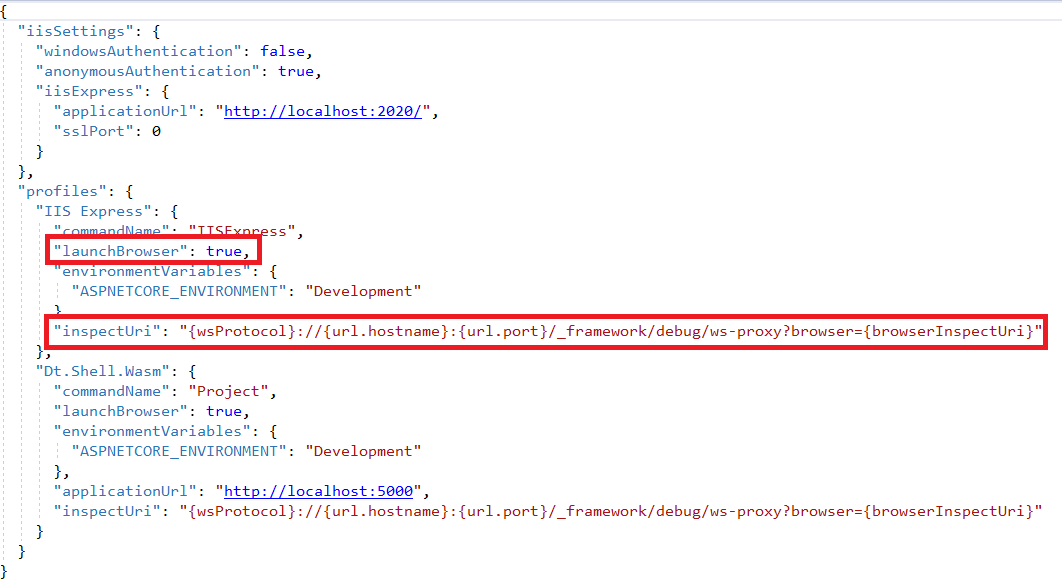 {
"iisSettings": {
"windowsAuthentication": false,
"anonymousAuthentication": true,
"iisExpress": {
"applicationUrl": "http://localhost:2020/",
"sslPort": 0
}
},
"profiles": {
"IIS Express": {
"commandName": "IISExpress",
"launchBrowser": true,
"environmentVariables": {
"ASPNETCORE_ENVIRONMENT": "Development"
}
"inspectUri": "{wsProtocol}://{url.hostname}:{url.port}/_framework/debug/ws-proxy?browser={browserInspectUri}"
},
"Dt.Shell.Wasm": {
"commandName": "Project",
"launchBrowser": true,
"environmentVariables": {
"ASPNETCORE_ENVIRONMENT": "Development"
},
"applicationUrl": "http://localhost:5000",
"inspectUri": "{wsProtocol}://{url.hostname}:{url.port}/_framework/debug/ws-proxy?browser={browserInspectUri}"
}
}
}